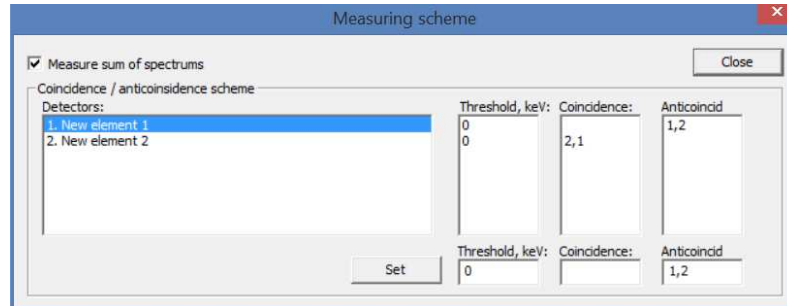 Measuring scheme
Measure sum of spectrums
Close
Coincidence / anticoinsidence scheme
Detectors:
Threshold, keV: Coincidence: Anticoincid
1. New element 1 0 1,2
2. New element 2 0 2,1
Threshold, keV: Coincidence: Anticoincid
Set 0 1,2